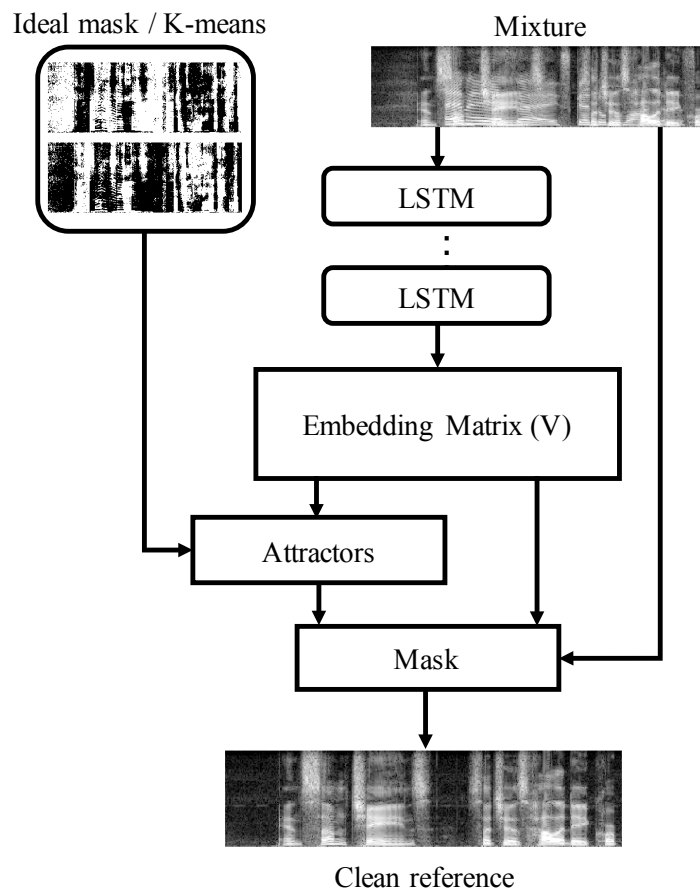 Ideal mask / K-means
Mixture
LSTM
⋮
LSTM
Embedding Matrix (V)
Attractors
Mask
Clean reference